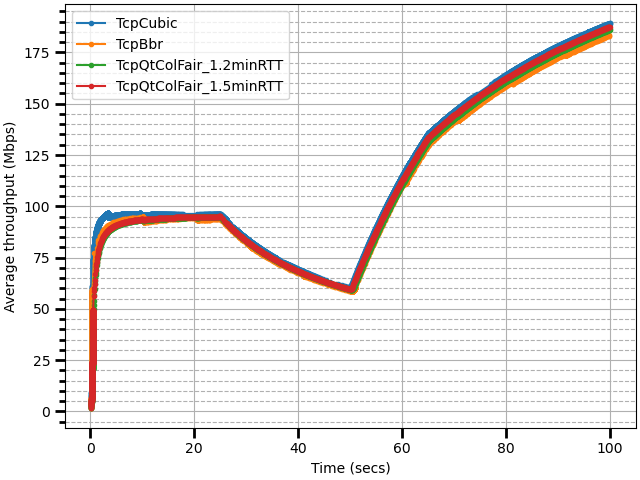 TcpCubic
TcpBbr
TcpQtColFair_1.2minRTT
TcpQtColFair_1.5minRTT
Average throughput (Mbps)
175
150
125
100
75
50
25
0
0 20 40 60 80 100
Time (secs)